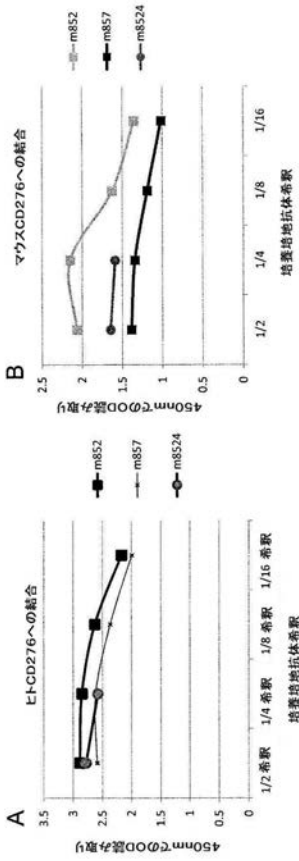 A
ヒトCD276への結合
3.5
3
2.5
2
1.5
1
0.5
0
450nmでのOD読み取り
1/2 希釈
1/4 希釈
1/8 希釈
1/16 希釈
培養培地抗体希釈
m852
m857
m8524
B
マウスCD276への結合
2.5
2
1.5
1
0.5
0
450nmでのOD読み取り
1/2
1/4
1/8
1/16
培養培地抗体希釈
m852
m857
m8524